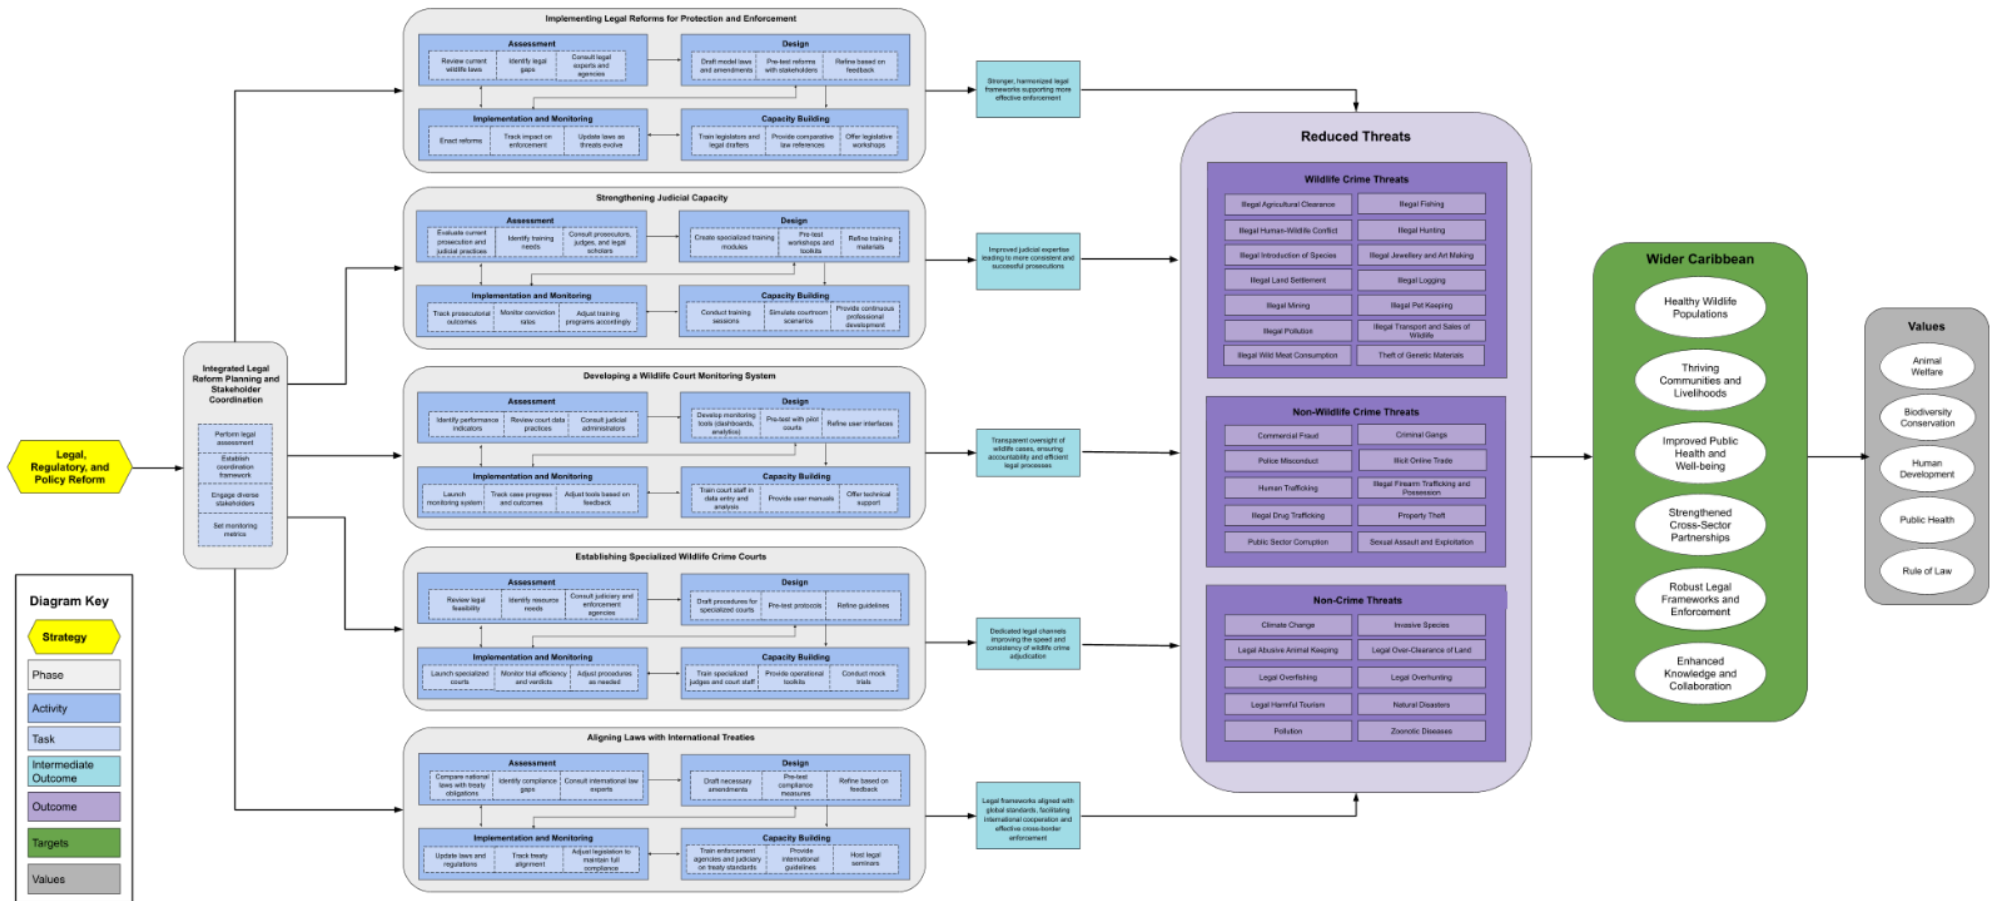 Legal,
Regulatory, and
Policy Reform
Diagram Key
Strategy
Phase
Activity
Task
Intermediate
Outcome
Outcome
Targets
Values
Integrated Legal
Reform Planning and
Stakeholder
Coordination
Perform legal
assessment
Establish
coordination
framework
Engage diverse
stakeholders
Set monitoring
metrics
Implementing Legal Reforms for Protection and Enforcement
Assessment
Review current
wildlife laws
Identify legal
gaps
Consult legal
experts and
agencies
Design
Draft model laws
and amendments
Pre-test reforms
with stakeholders
Refine based on
feedback
Implementation and Monitoring
Enact reforms
Track impact on
enforcement
Update laws as
threats evolve
Capacity Building
Train legislators and
legal drafters
Provide comparative
law references
Offer legislative
workshops
Strengthening Judicial Capacity
Assessment
Evaluate current
prosecution and
judicial practices
Identify training
needs
Consult prosecutors,
judges, and legal
scholars
Design
Create specialized training
modules
Pre-test
workshops and
toolkits
Refine training
materials
Implementation and Monitoring
Track prosecutorial
outcomes
Monitor conviction
rates
Adjust training
programs accordingly
Capacity Building
Conduct training
sessions
Simulate courtroom
scenarios
Provide continuous
professional
development
Developing a Wildlife Court Monitoring System
Assessment
Identify performance
indicators
Review court data
practices
Consult judicial
administrators
Design
Develop monitoring
tools (dashboards,
analytics)
Pre-test with pilot
courts
Refine user interfaces
Implementation and Monitoring
Launch
monitoring system
Track case progress
and outcomes
Adjust tools based on
feedback
Capacity Building
Train court staff in
data entry and
analysis
Provide user manuals
Offer technical
support
Establishing Specialized Wildlife Crime Courts
Assessment
Review legal
feasibility
Identify resource
needs
Consult judiciary and
enforcement
agencies
Design
Draft procedures for
specialized courts
Pre-test protocols
Refine guidelines
Implementation and Monitoring
Launch specialized
courts
Monitor trial efficiency
and verdicts
Adjust procedures
as needed
Capacity Building
Train specialized
judges and court staff
Provide operational
toolkits
Conduct mock
trials
Aligning Laws with International Treaties
Assessment
Compare national
laws with treaty
obligations
Identify compliance
gaps
Consult international law
experts
Design
Draft necessary
amendments
Pre-test
compliance
measures
Refine based on
feedback
Implementation and Monitoring
Update laws and
regulations
Track treaty
alignment
Adjust legislation to
maintain full
compliance
Capacity Building
Train enforcement
agencies and judiciary
on treaty standards
Provide
international
guidelines
Host legal
seminars
Stronger, harmonized legal
frameworks supporting more
effective enforcement
Improved judicial expertise
leading to more consistent and
successful prosecutions
Transparent oversight of
wildlife cases, ensuring
accountability and efficient
legal processes
Dedicated legal channels
improving the speed and
consistency of wildlife crime
adjudication
Legal frameworks aligned with
global standards, facilitating
international cooperation and
effective cross-border
enforcement
Reduced Threats
Wildlife Crime Threats
Illegal Agricultural Clearance
Illegal Fishing
Illegal Human-Wildlife Conflict
Illegal Hunting
Illegal Introduction of Species
Illegal Jewellery and Art Making
Illegal Land Settlement
Illegal Logging
Illegal Mining
Illegal Pet Keeping
Illegal Pollution
Illegal Transport and Sales of
Wildlife
Illegal Wild Meat Consumption
Theft of Genetic Materials
Non-Wildlife Crime Threats
Commercial Fraud
Criminal Gangs
Police Misconduct
Illicit Online Trade
Human Trafficking
Illegal Firearm Trafficking and
Possession
Illegal Drug Trafficking
Property Theft
Public Sector Corruption
Sexual Assault and Exploitation
Non-Crime Threats
Climate Change
Invasive Species
Legal Abusive Animal Keeping
Legal Over-Clearance of Land
Legal Overfishing
Legal Overhunting
Legal Harmful Tourism
Natural Disasters
Pollution
Zoonotic Diseases
Wider Caribbean
Healthy Wildlife
Populations
Thriving
Communities and
Livelihoods
Improved Public
Health and
Well-being
Strengthened
Cross-Sector
Partnerships
Robust Legal
Frameworks and
Enforcement
Enhanced
Knowledge and
Collaboration
Values
Animal
Welfare
Biodiversity
Conservation
Human
Development
Public Health
Rule of Law